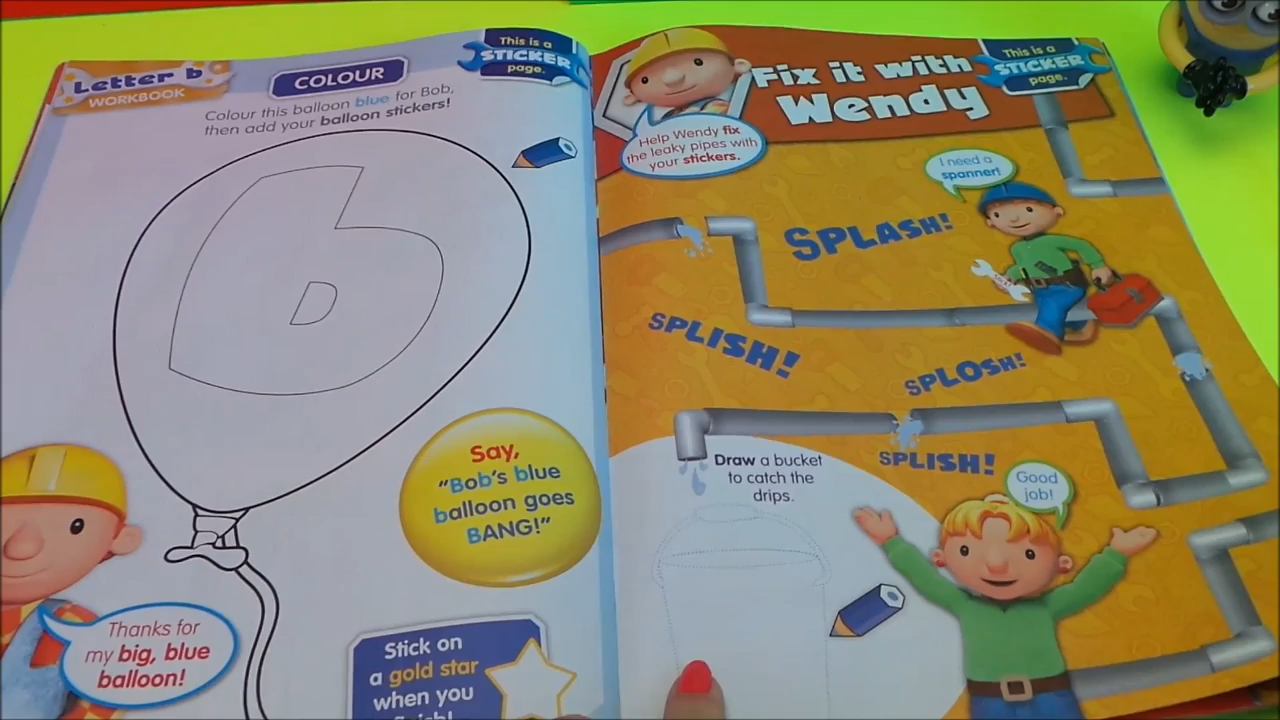 Letter b
WORKBOOK
COLOUR
This is a
STICKER
page.
Colour this balloon blue for Bob,
then add your balloon stickers!
b
Say,
"Bob's blue
balloon goes
BANG!"
Thanks for
my big, blue
balloon!
Stick on
a gold star
when you
Fix it with
Wendy
This is a
STICKER
page.
Help Wendy fix
the leaky pipes with
your stickers.
I need a
spanner!
SPLASH!
SPLISH!
SPLOSH!
SPLISH!
Draw a bucket
to catch the
drips.
Good
job!